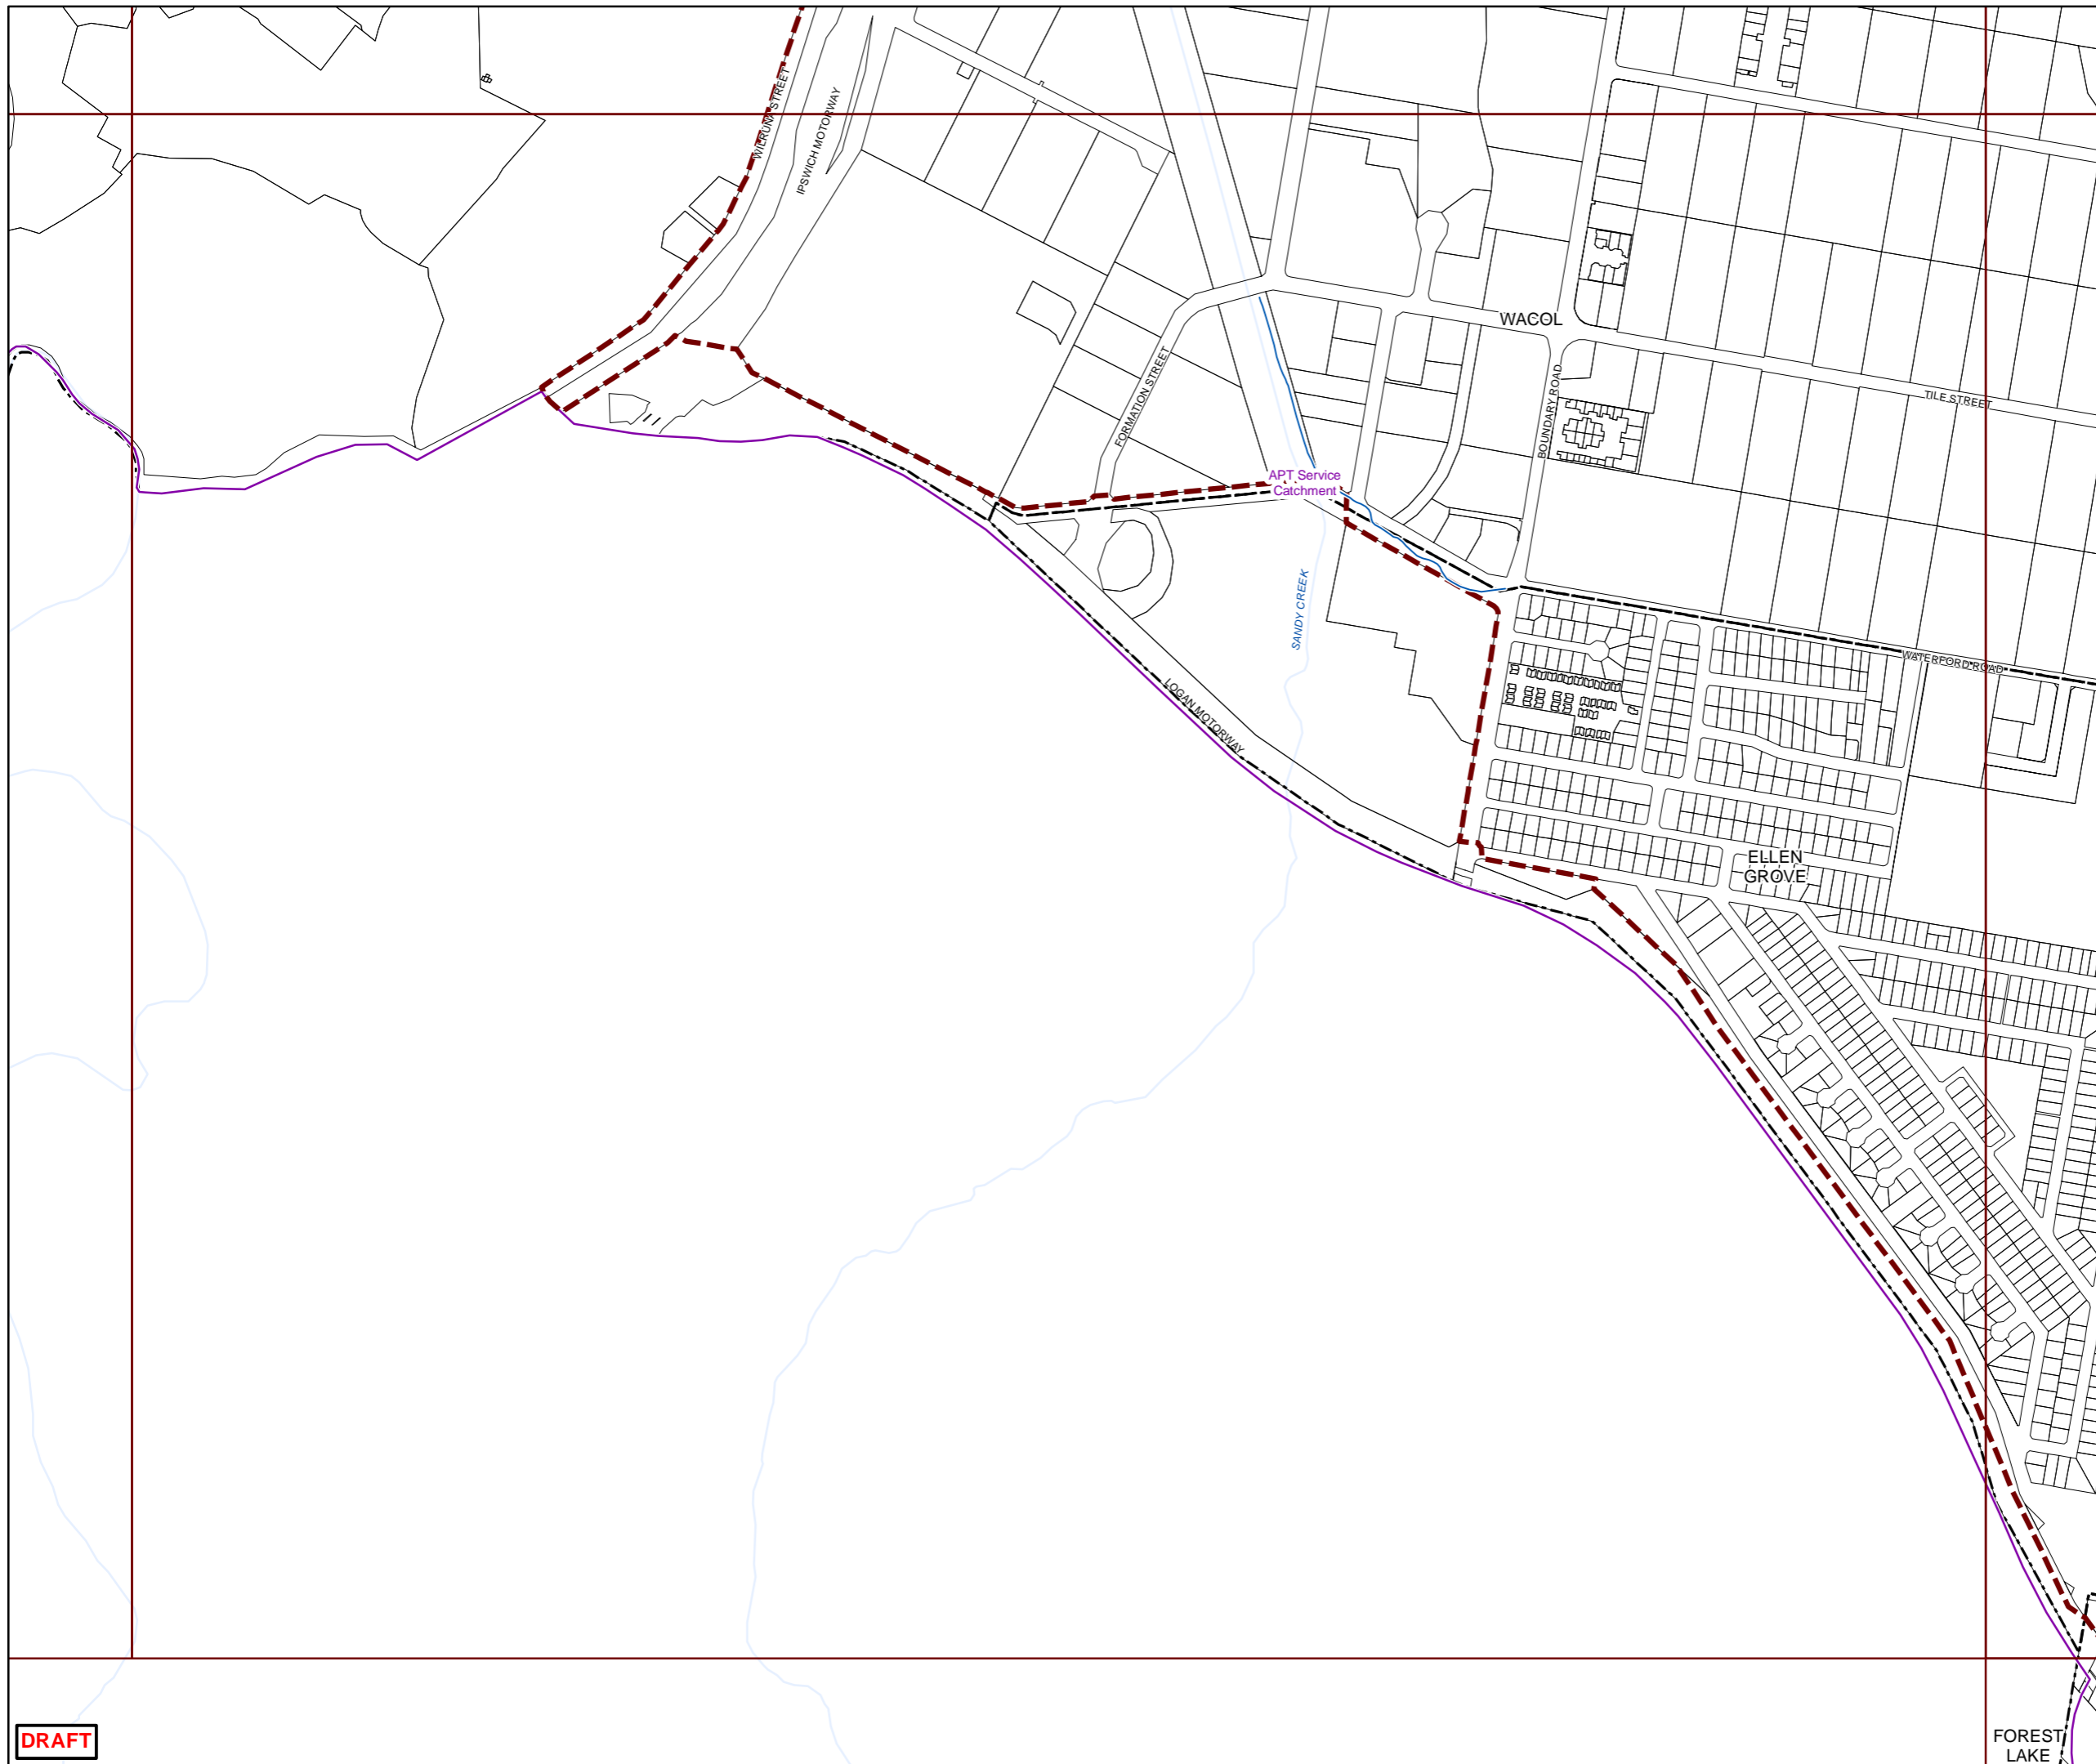 WILRUNA STREET
IPSWICH MOTORWAY
WACOL
FORMATION STREET
BOUNDARY ROAD
TILE STREET
APT Service
Catchment
SANDY CREEK
WATERFORD ROAD
LOGAN MOTORWAY
ELLEN
GROVE
DRAFT
FOREST
LAKE